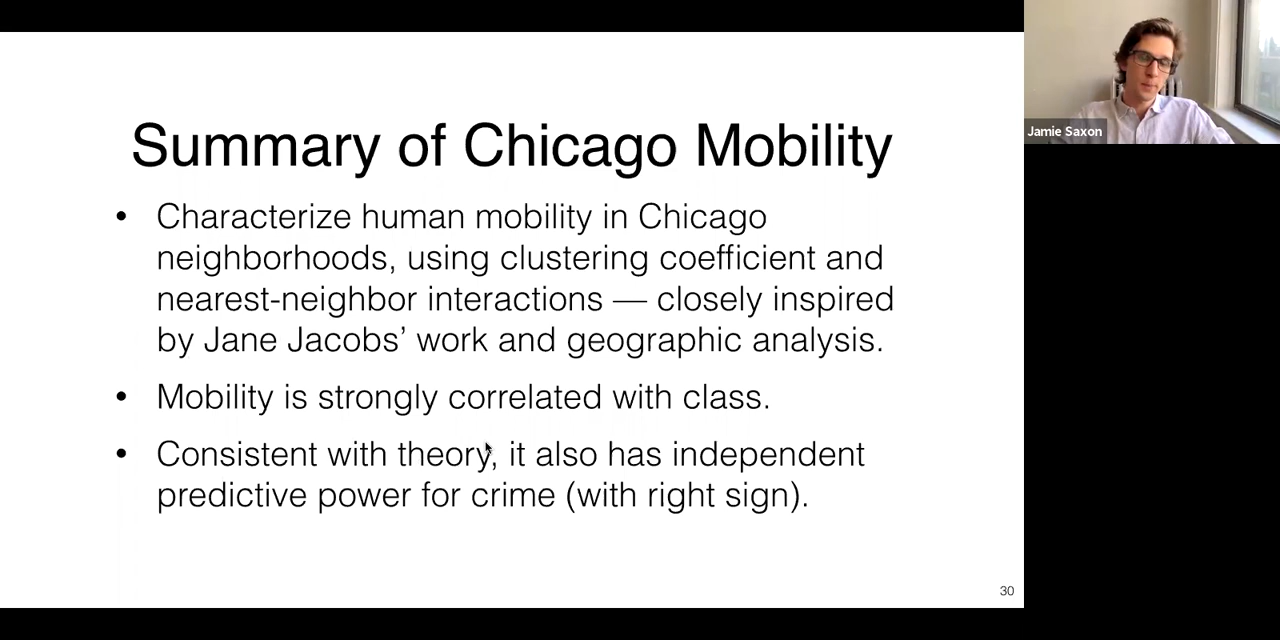 Summary of Chicago Mobility
• Characterize human mobility in Chicago
neighborhoods, using clustering coefficient and
nearest-neighbor interactions — closely inspired
by Jane Jacobs’ work and geographic analysis.
• Mobility is strongly correlated with class.
• Consistent with theory, it also has independent
predictive power for crime (with right sign).
30
Jamie Saxon